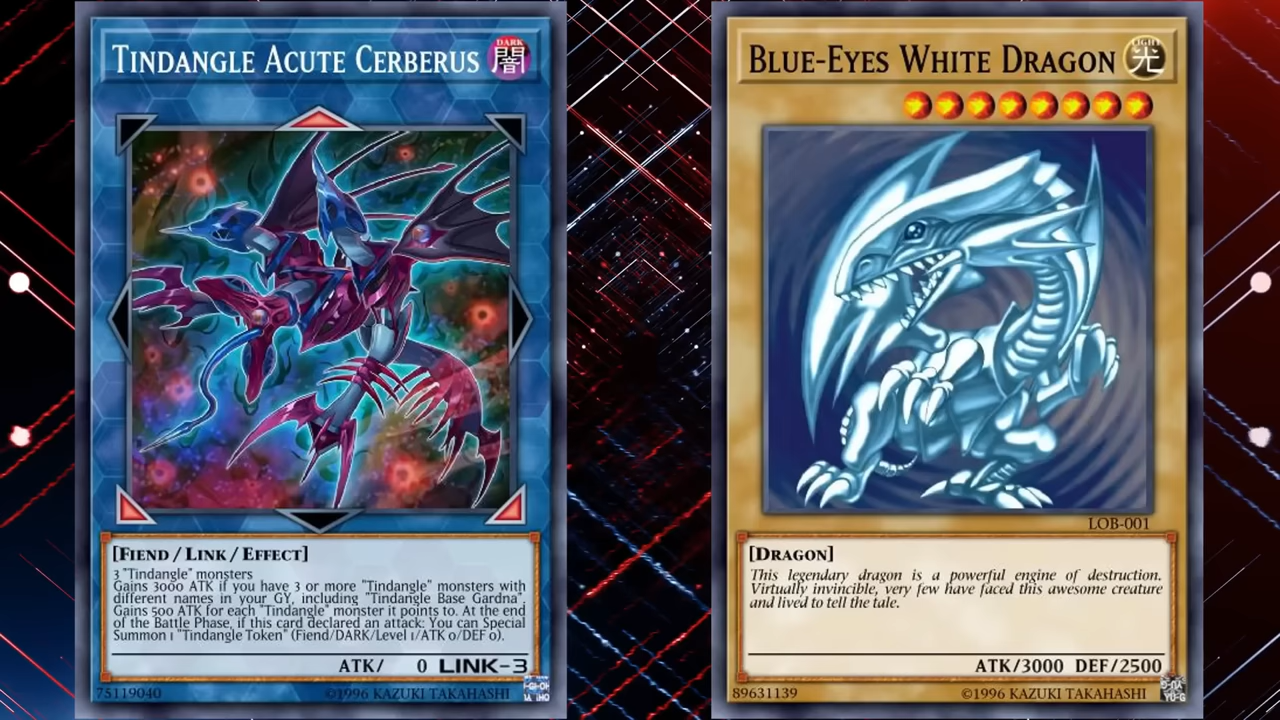 TINDANGLE ACUTE CERBERUS
DARK
闇
[FIEND / LINK / EFFECT]
3 "Tindangle" monsters
Gains 3000 ATK if you have 3 or more "Tindangle" monsters with
different names in your GY, including "Tindangle Base Gardna".
Gains 500 ATK for each "Tindangle" monster it points to. At the end
of the Battle Phase, if this card declared an attack: You can Special
Summon 1 "Tindangle Token" (Fiend/DARK/Level 1/ATK 0/DEF 0).
ATK/ 0 LINK-3
75119040 ©1996 KAZUKI TAKAHASHI
BLUE-EYES WHITE DRAGON
LIGHT
光
LOB-001
[DRAGON]
This legendary dragon is a powerful engine of destruction.
Virtually invincible, very few have faced this awesome creature
and lived to tell the tale.
ATK/3000 DEF/2500
89631139 ©1996 KAZUKI TAKAHASHI